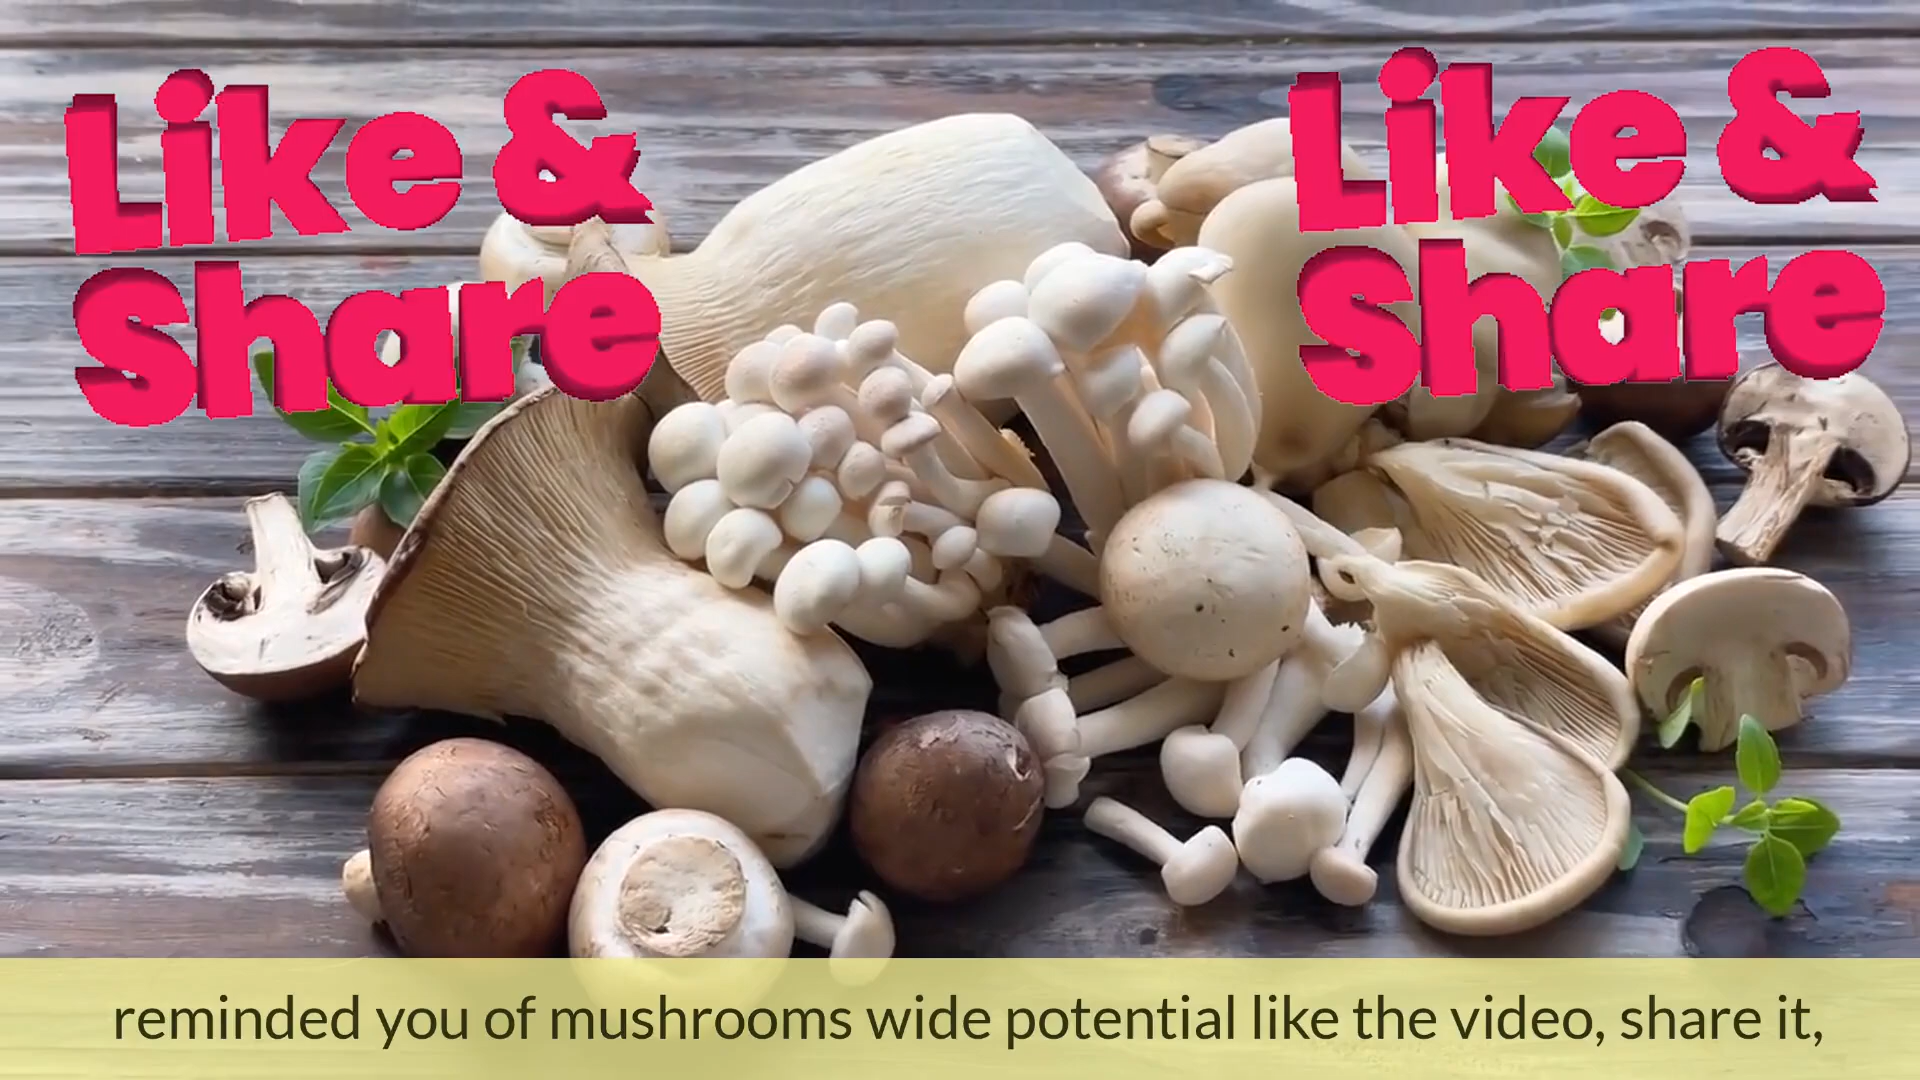 Like &
Share
Like &
Share
reminded you of mushrooms wide potential like the video, share it,